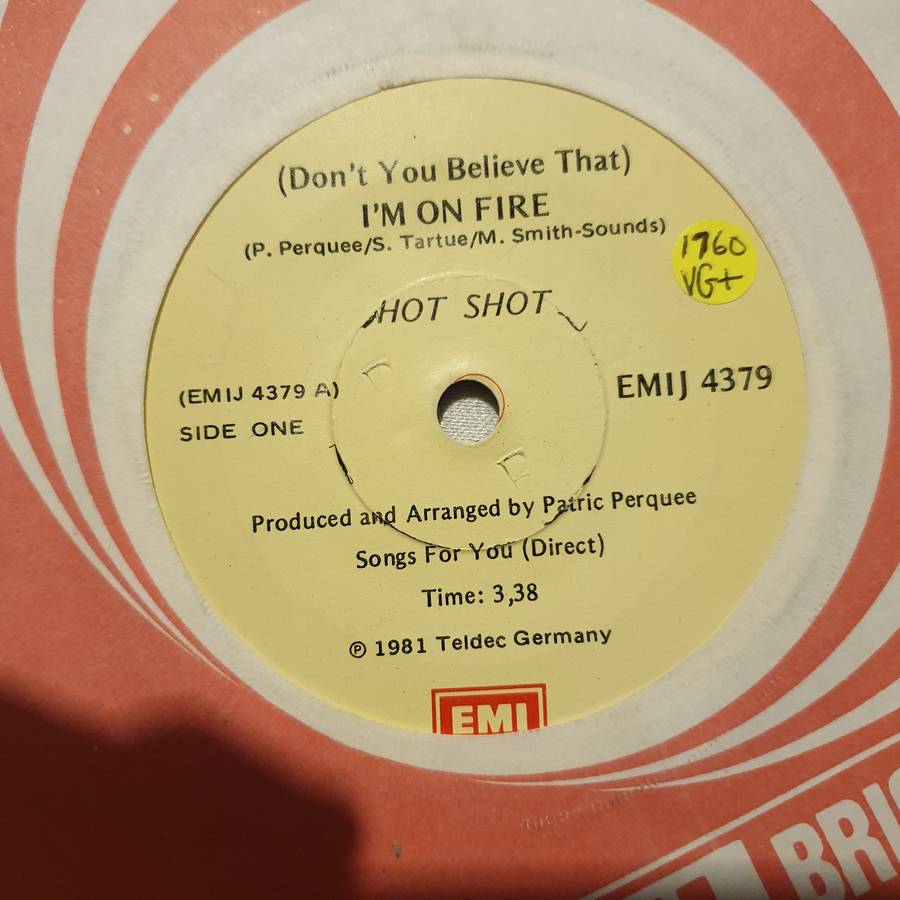 (Don't You Believe That)
I'M ON FIRE
(P. Perquee/S. Tartue/M. Smith-Sounds)
1760
VG+
HOT SHOT
(EMIJ 4379 A)
EMIJ 4379
SIDE ONE
Produced and Arranged by Patric Perquee
Songs For You (Direct)
Time: 3,38
℗ 1981 Teldec Germany
EMI
BRI